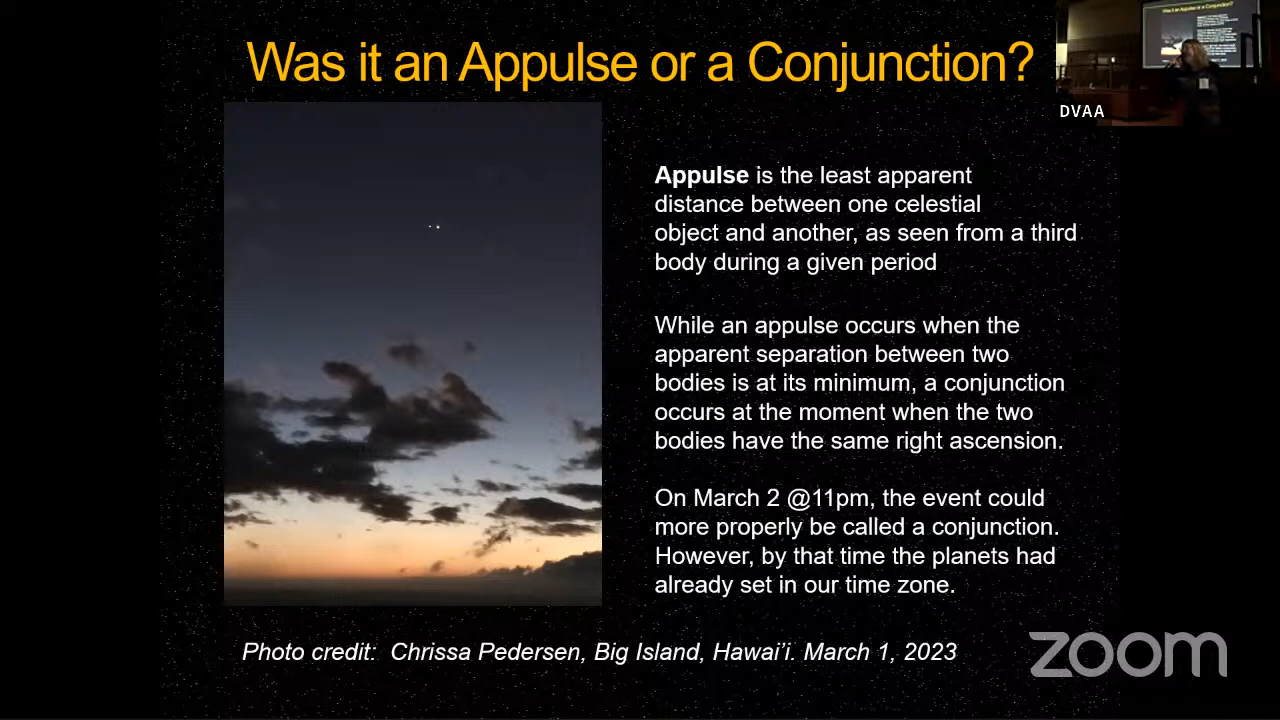 Was it an Appulse or a Conjunction?
DVAA
Appulse is the least apparent
distance between one celestial
object and another, as seen from a third
body during a given period
While an appulse occurs when the
apparent separation between two
bodies is at its minimum, a conjunction
occurs at the moment when the two
bodies have the same right ascension.
On March 2 @11pm, the event could
more properly be called a conjunction.
However, by that time the planets had
already set in our time zone.
Photo credit: Chrissa Pedersen, Big Island, Hawai’i. March 1, 2023
zoom